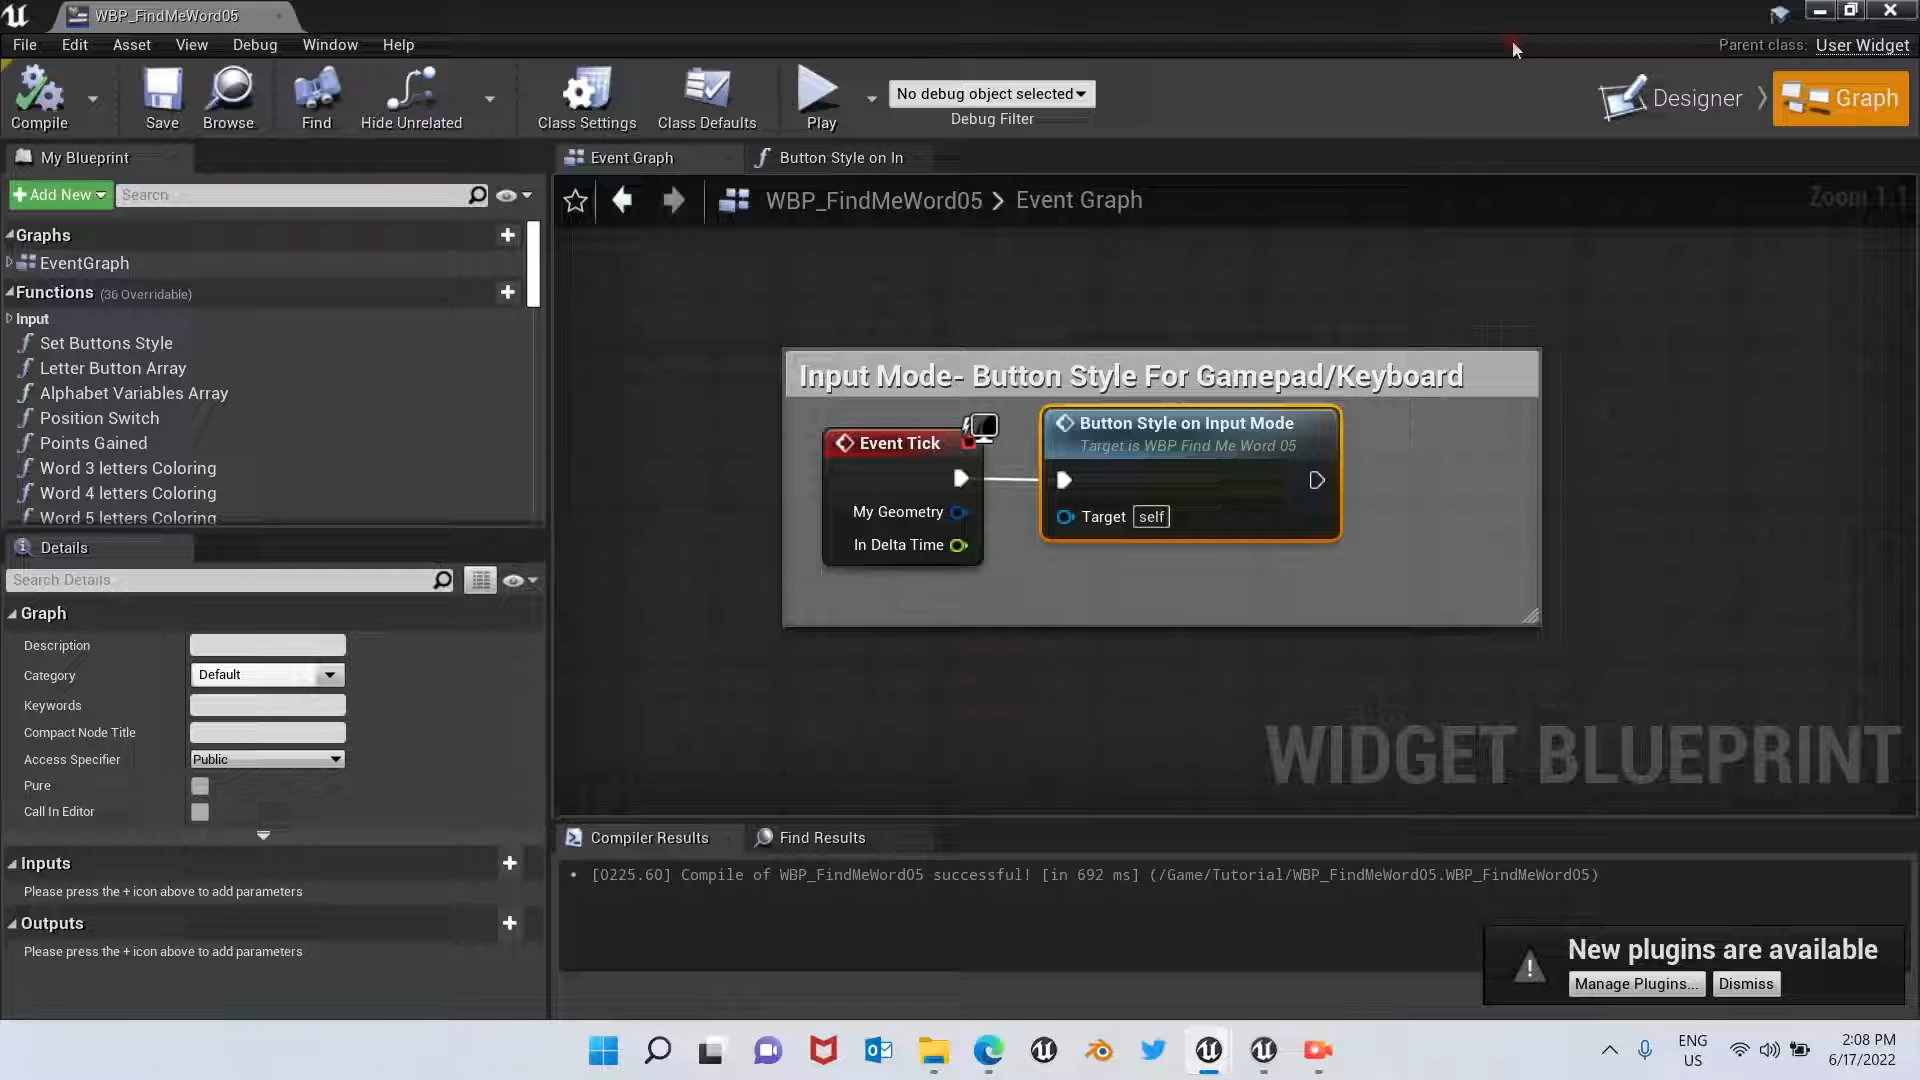 WBP_FindMeWord05
File Edit Asset View Debug Window Help
Parent class: User Widget
Compile
Save
Browse
Find
Hide Unrelated
Class Settings
Class Defaults
Play
No debug object selected
Debug Filter
Designer
Graph
My Blueprint
Event Graph
Button Style on In
Add New
Search
WBP_FindMeWord05 > Event Graph
Zoom 1:1
Graphs
EventGraph
Functions (36 Overridable)
Input
Set Buttons Style
Letter Button Array
Alphabet Variables Array
Position Switch
Points Gained
Word 3 letters Coloring
Word 4 letters Coloring
Word 5 letters Coloring
Input Mode- Button Style For Gamepad/Keyboard
Event Tick
My Geometry
In Delta Time
Button Style on Input Mode
Target is WBP Find Me Word 05
Target self
WIDGET BLUEPRINT
Details
Search Details
Graph
Description
Category Default
Keywords
Compact Node Title
Access Specifier Public
Pure
Call In Editor
Inputs
Please press the + icon above to add parameters
Outputs
Please press the + icon above to add parameters
Compiler Results
Find Results
[0225.60] Compile of WBP_FindMeWord05 successful! [in 692 ms] (/Game/Tutorial/WBP_FindMeWord05.WBP_FindMeWord05)
New plugins are available
Manage Plugins...
Dismiss
ENG
US
2:08 PM
6/17/2022